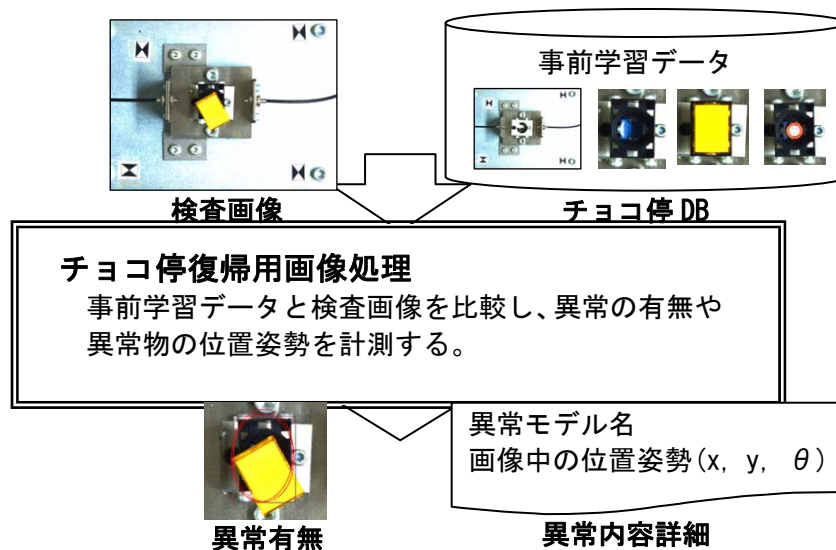 事前学習データ
検査画像
チョコ停 DB
チョコ停復帰用画像処理
事前学習データと検査画像を比較し、異常の有無や
異常物の位置姿勢を計測する。
異常モデル名
画像中の位置姿勢(x, y, θ)
異常有無
異常内容詳細